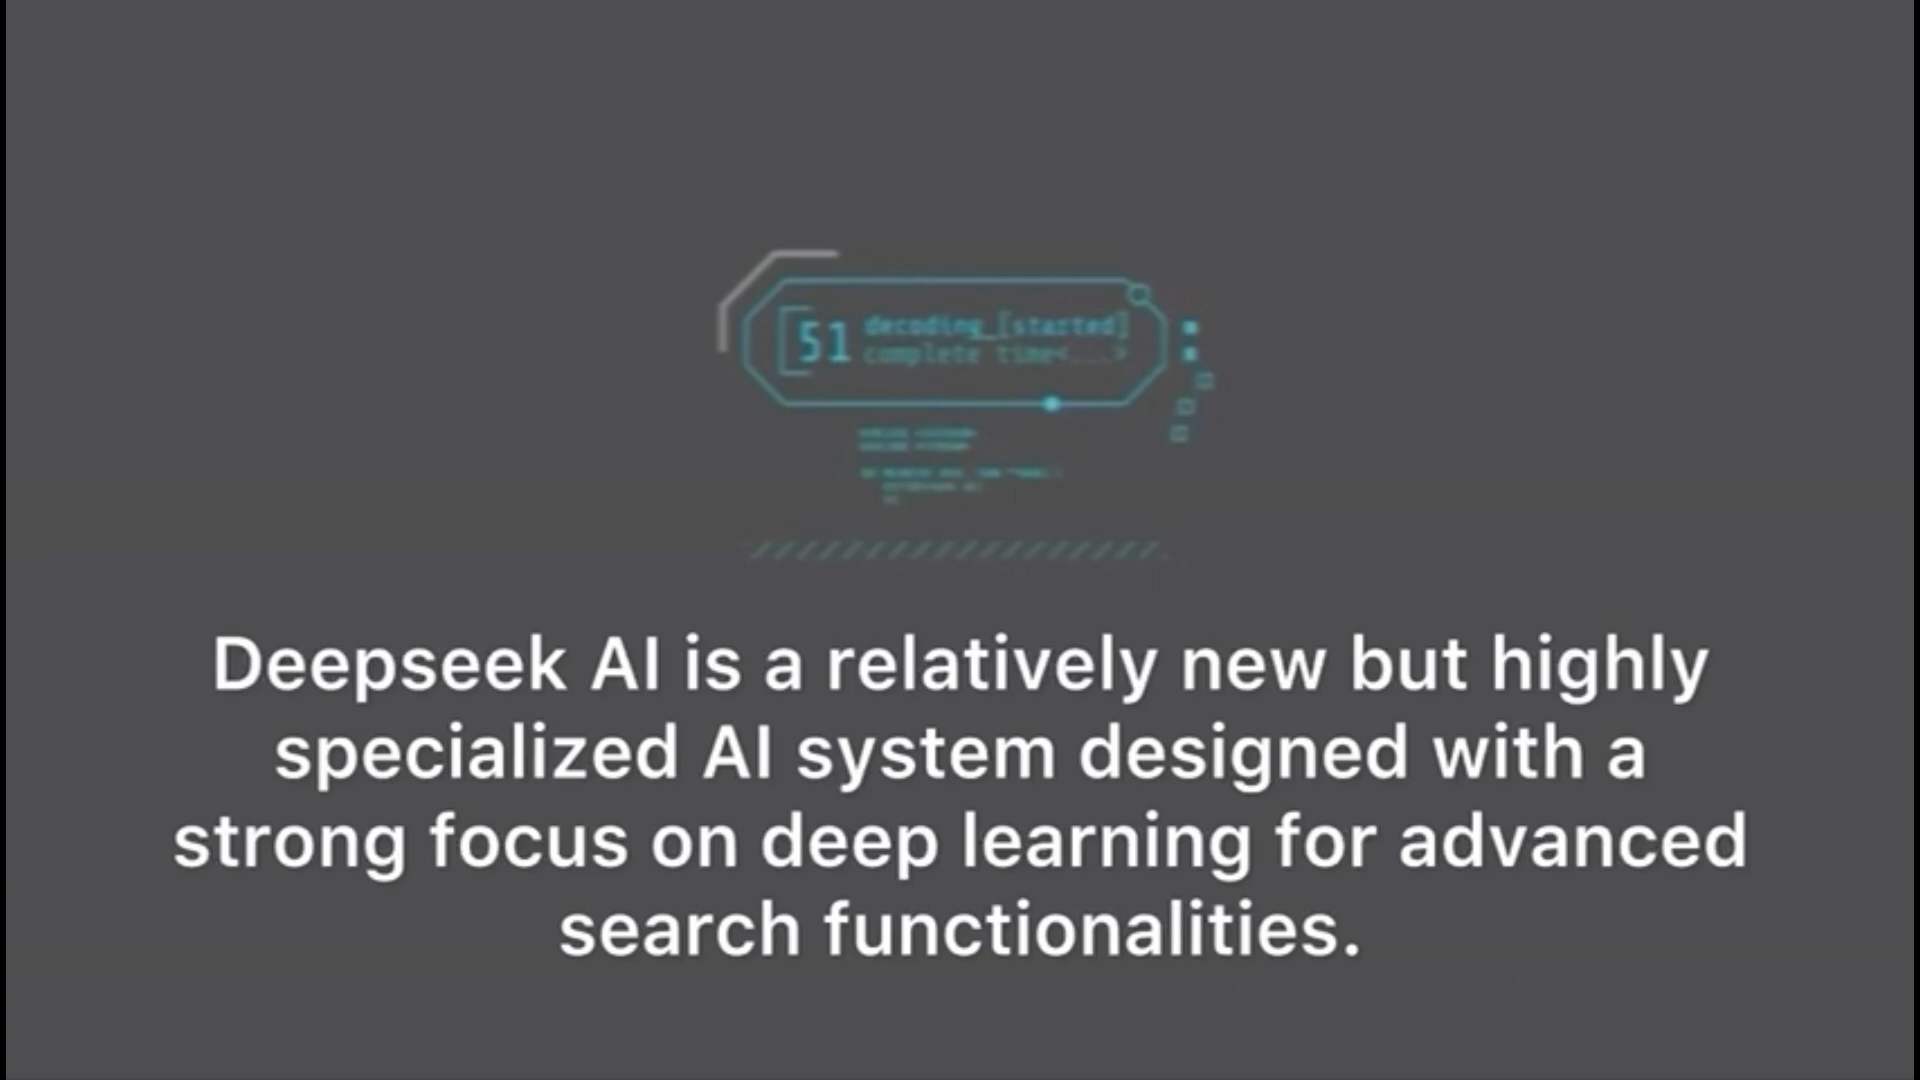 51
decoding_[started]
complete time<....>
Deepseek AI is a relatively new but highly
specialized AI system designed with a
strong focus on deep learning for advanced
search functionalities.